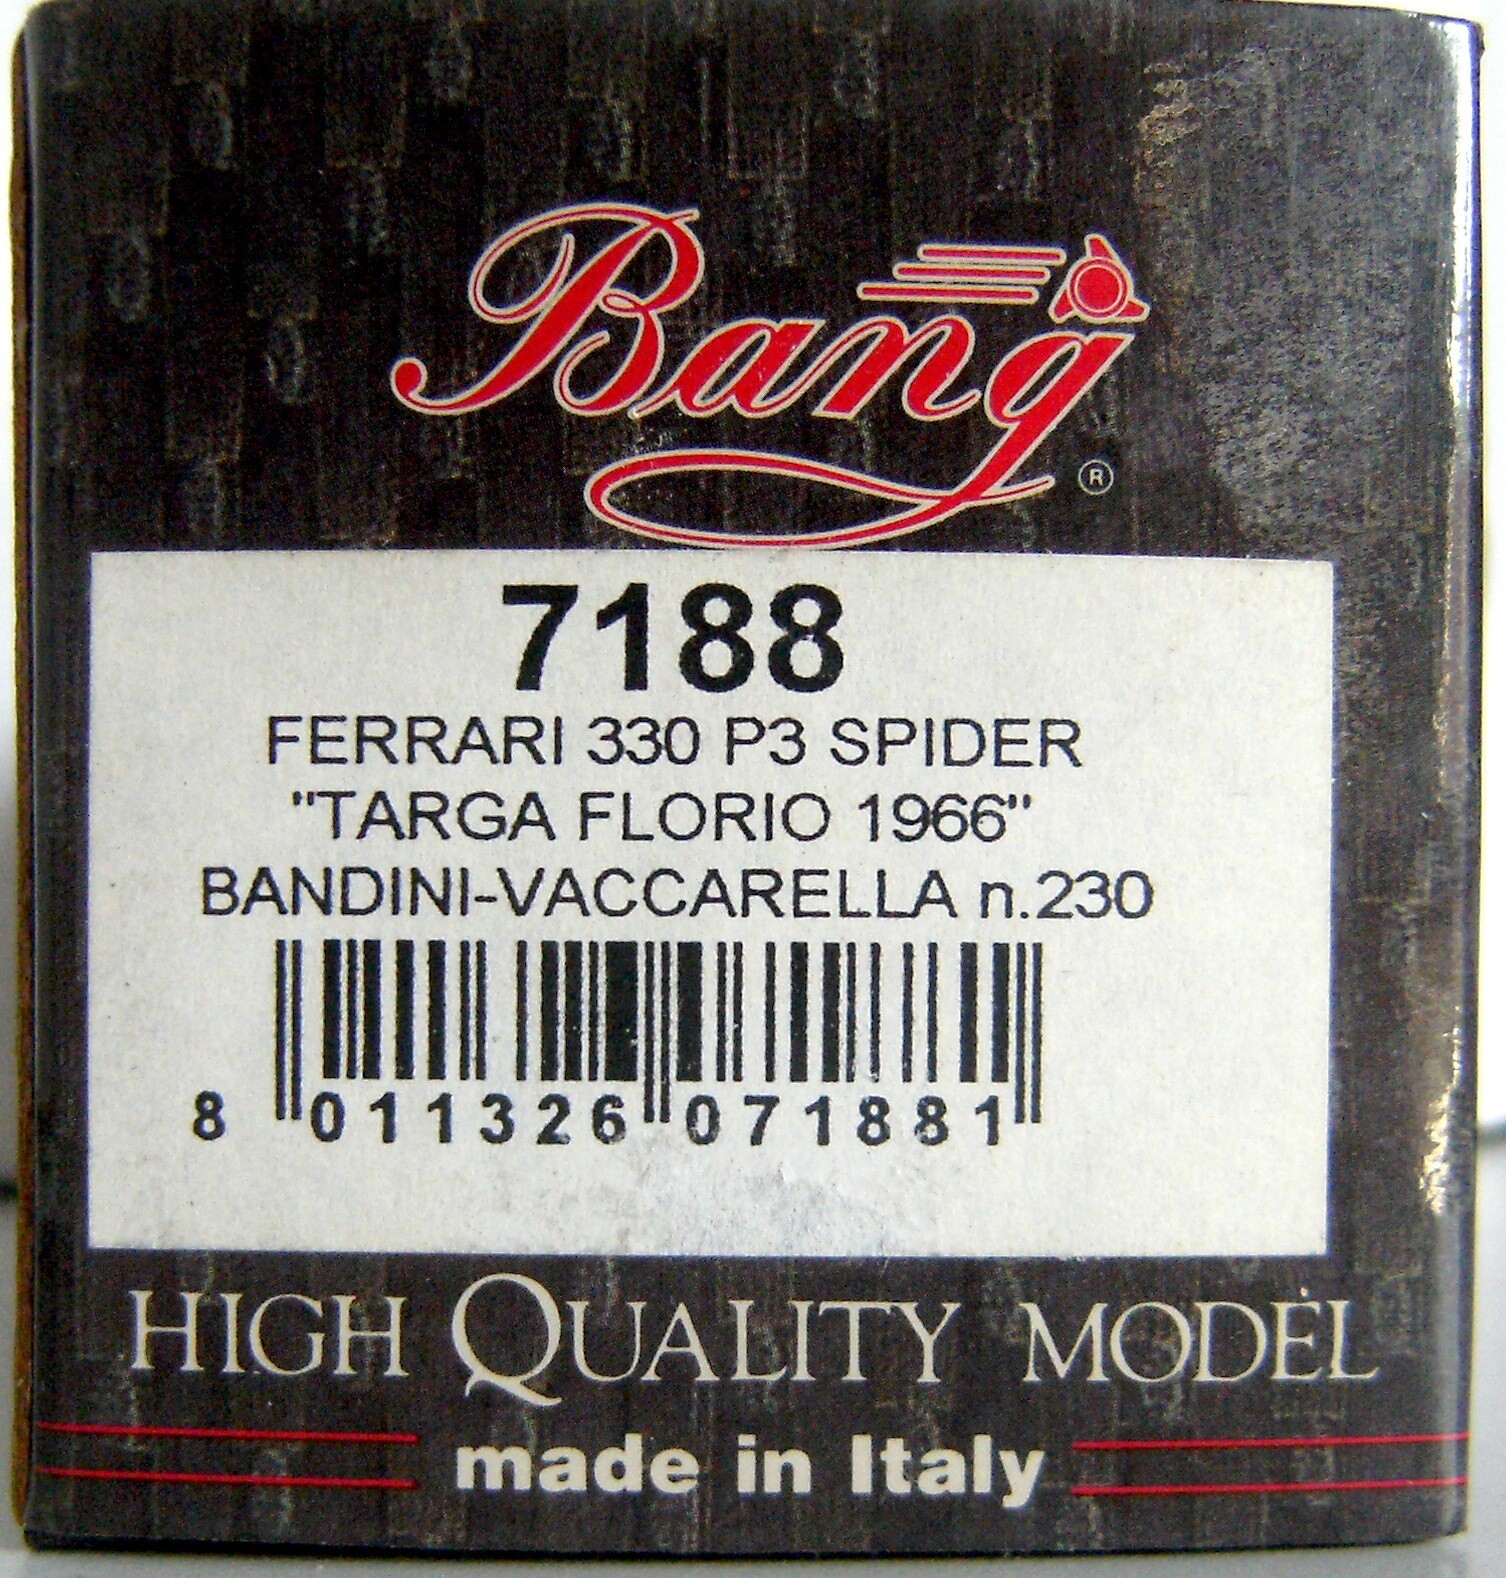 Bang
®
7188
FERRARI 330 P3 SPIDER
"TARGA FLORIO 1966"
BANDINI-VACCARELLA n.230
8 011326 071881
HIGH QUALITY MODEL
made in Italy